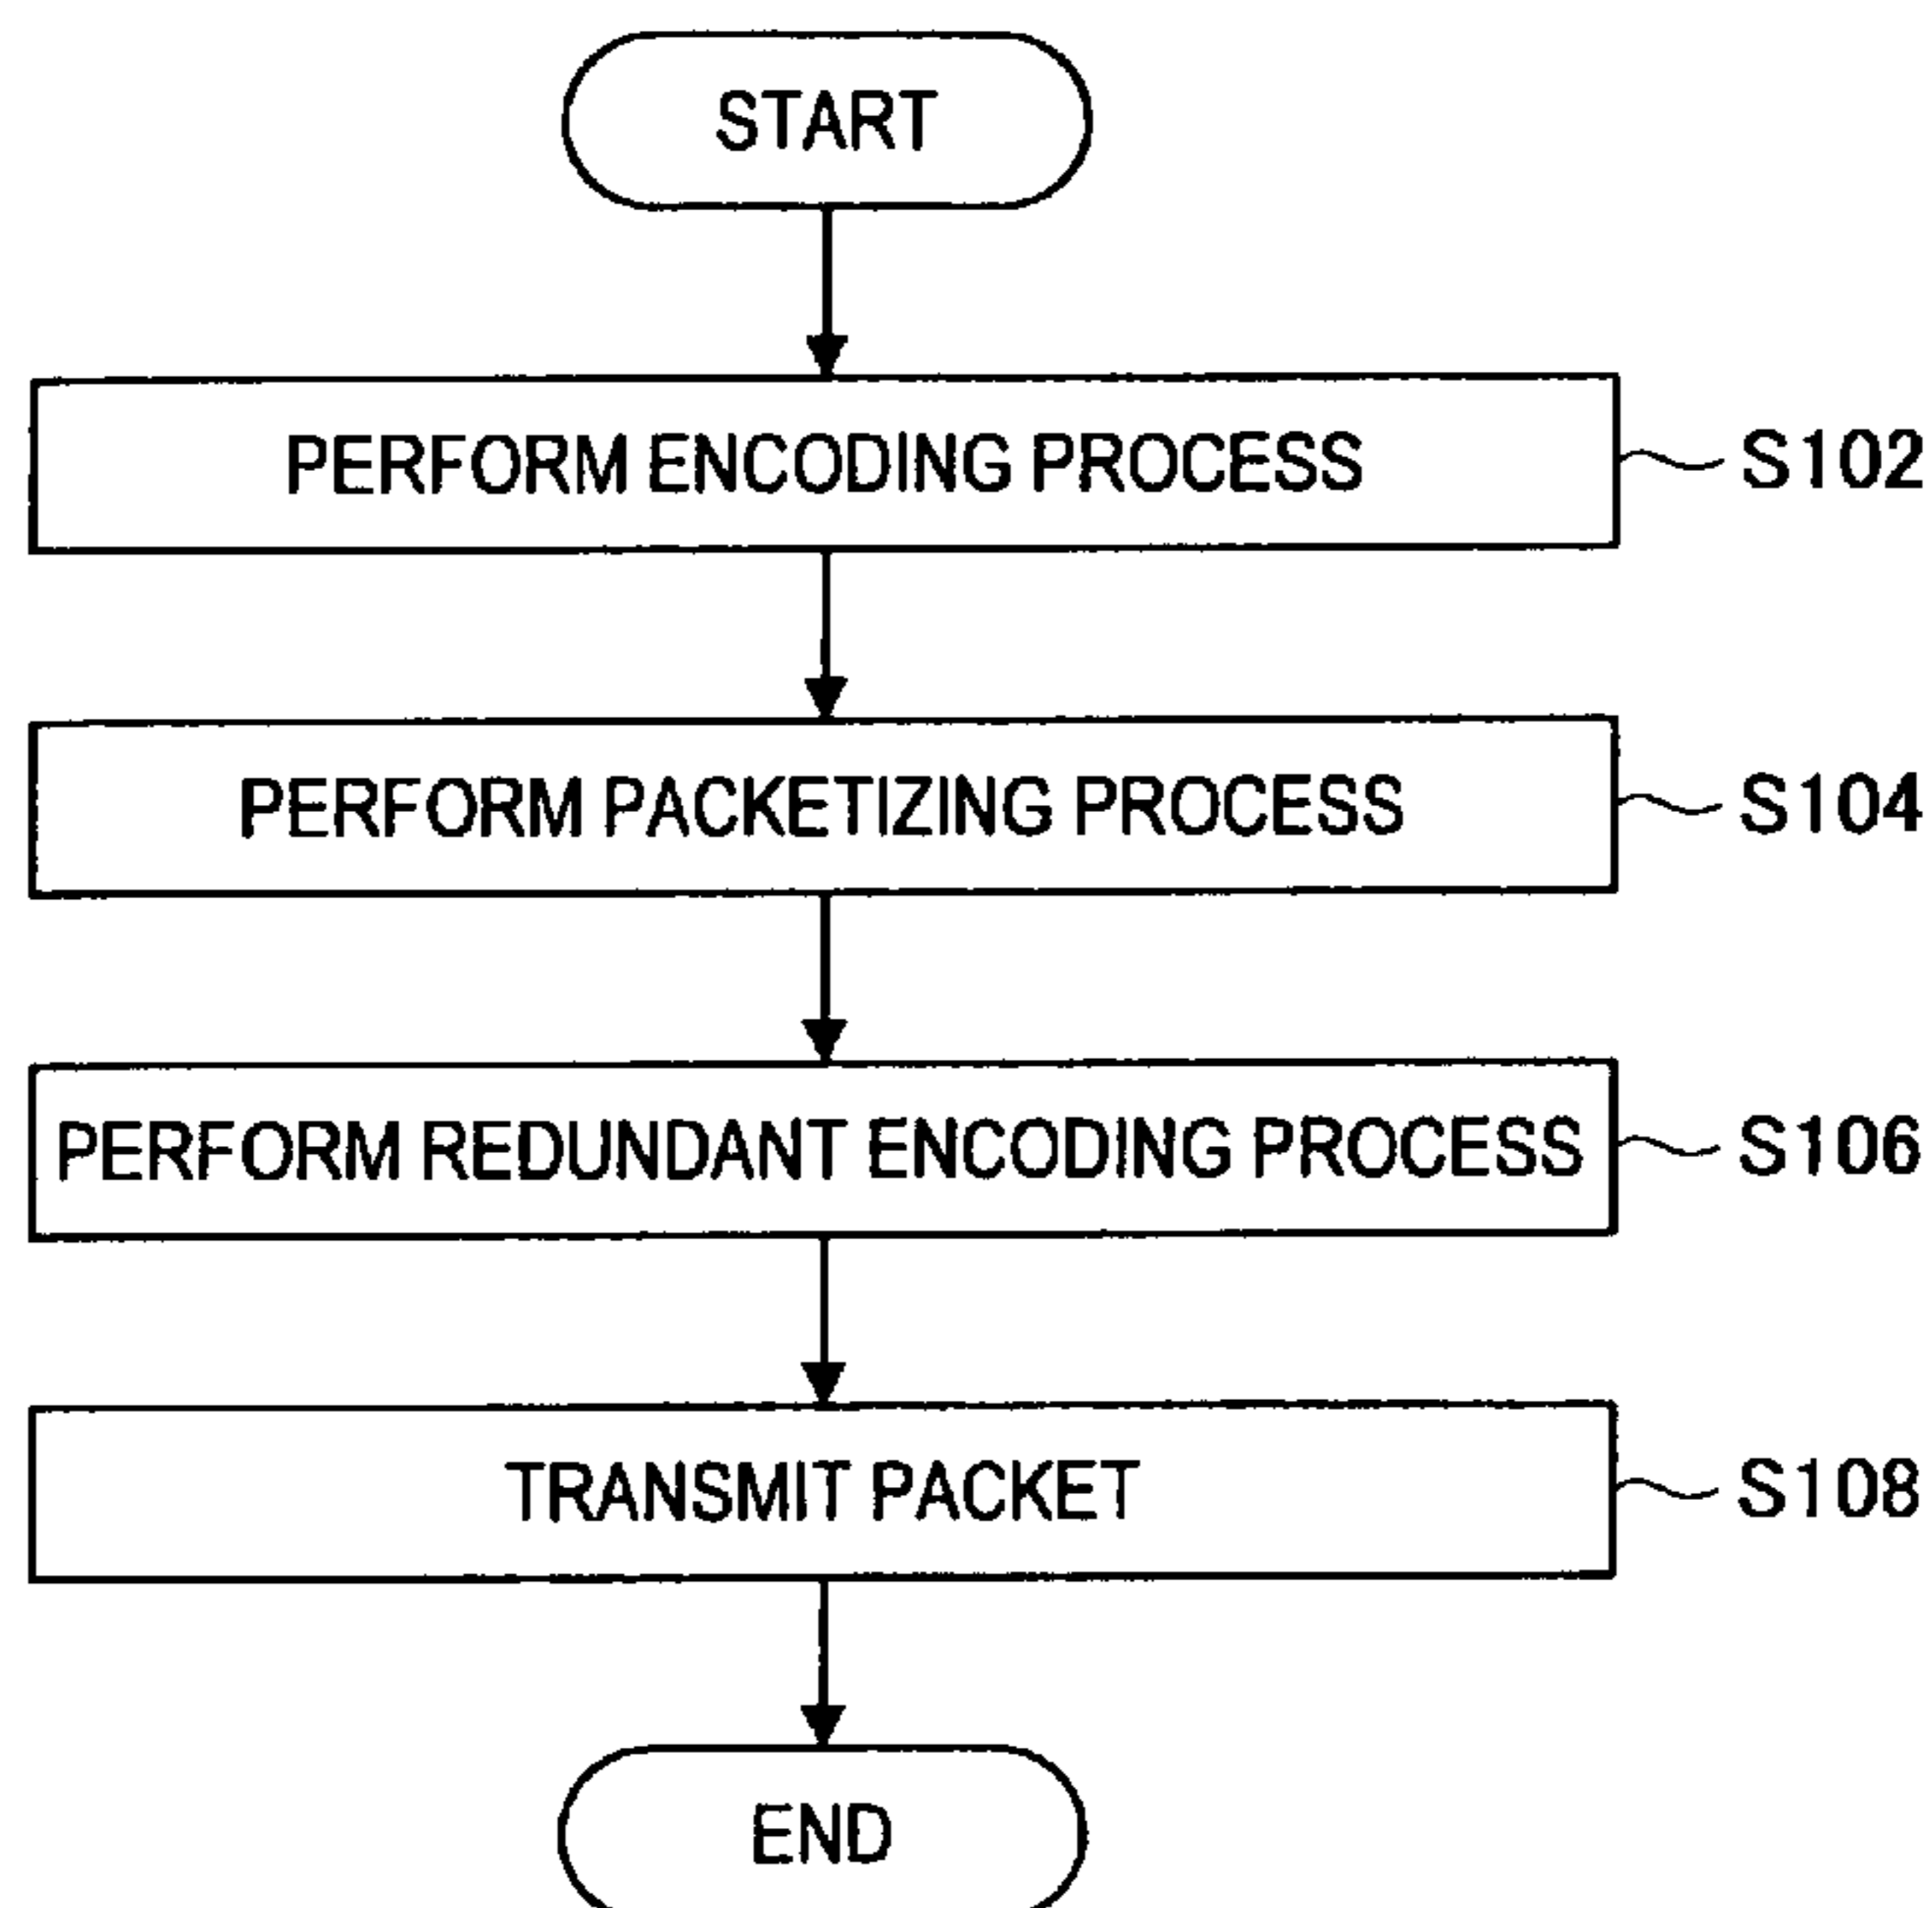 START
PERFORM ENCODING PROCESS S102
PERFORM PACKETIZING PROCESS S104
PERFORM REDUNDANT ENCODING PROCESS S106
TRANSMIT PACKET S108
END